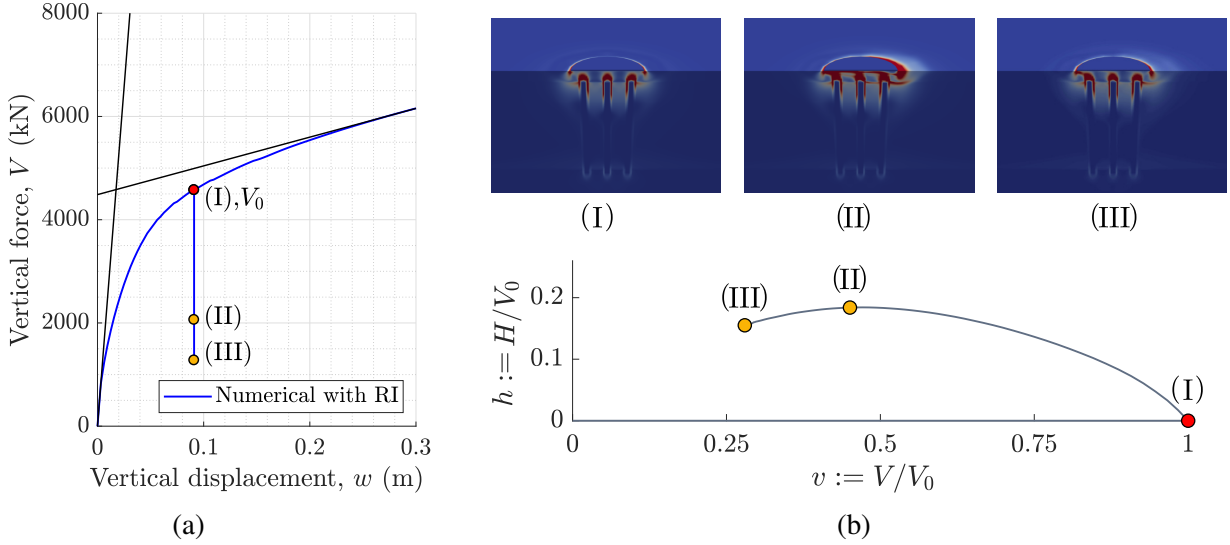 8000
6000
4000
2000
0
Vertical force, V (kN)
(I),V₀
(II)
(III)
Numerical with RI
0
0.1
0.2
0.3
Vertical displacement, w (m)
(a)
(I)
(II)
(III)
0.2
0.1
0
h := H/V₀
(III)
(II)
(I)
0
0.25
0.5
0.75
1
v := V/V₀
(b)